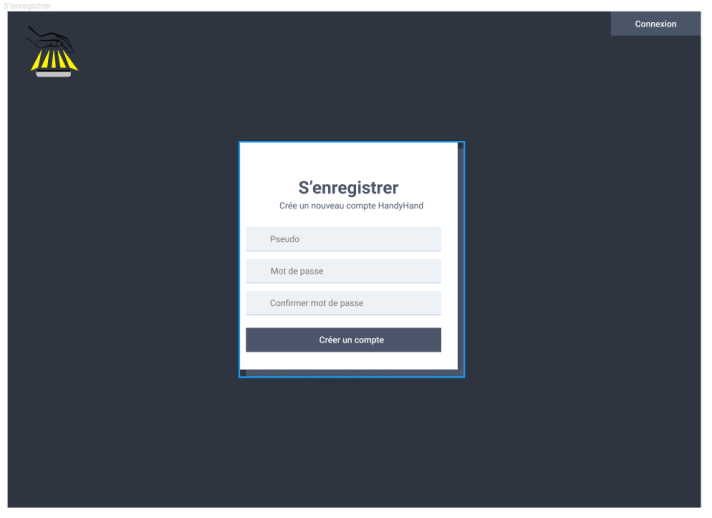 S'enregistrer
Connexion
S’enregistrer
Crée un nouveau compte HandyHand
Pseudo
Mot de passe
Confirmer mot de passe
Créer un compte